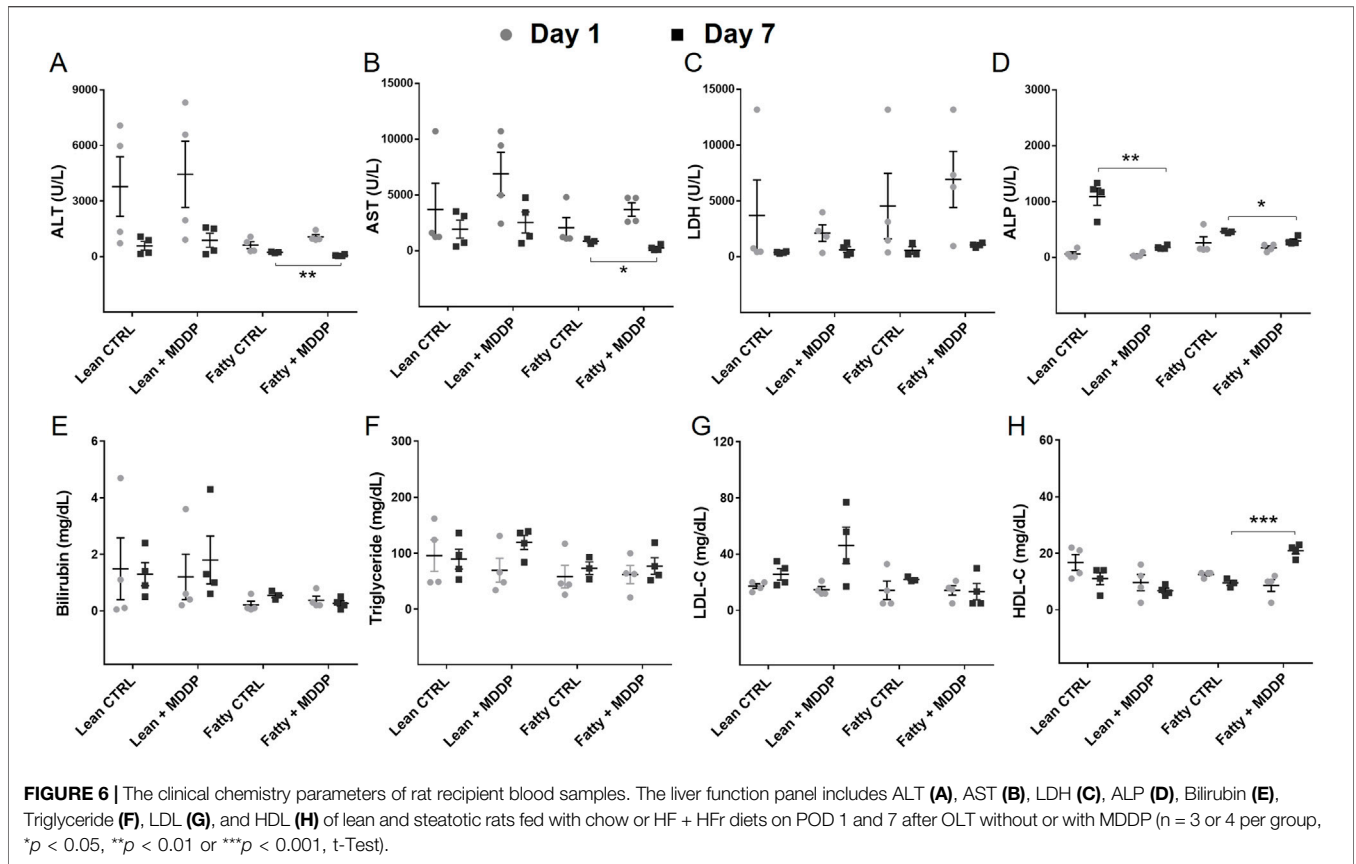 Day 1 Day 7
A
9000
6000
3000
0
ALT (U/L)
**
Lean CTRL
Lean + MDDP
Fatty CTRL
Fatty + MDDP
B
15000
10000
5000
0
AST (U/L)
*
Lean CTRL
Lean + MDDP
Fatty CTRL
Fatty + MDDP
C
15000
10000
5000
0
LDH (U/L)
Lean CTRL
Lean + MDDP
Fatty CTRL
Fatty + MDDP
D
3000
2000
1000
0
ALP (U/L)
**
*
Lean CTRL
Lean + MDDP
Fatty CTRL
Fatty + MDDP
E
6
4
2
0
Bilirubin (mg/dL)
Lean CTRL
Lean + MDDP
Fatty CTRL
Fatty + MDDP
F
300
200
100
0
Triglyceride (mg/dL)
Lean CTRL
Lean + MDDP
Fatty CTRL
Fatty + MDDP
G
120
80
40
0
LDL-C (mg/dL)
Lean CTRL
Lean + MDDP
Fatty CTRL
Fatty + MDDP
H
60
40
20
0
HDL-C (mg/dL)
***
Lean CTRL
Lean + MDDP
Fatty CTRL
Fatty + MDDP
FIGURE 6 | The clinical chemistry parameters of rat recipient blood samples. The liver function panel includes ALT (A), AST (B), LDH (C), ALP (D), Bilirubin (E),
Triglyceride (F), LDL (G), and HDL (H) of lean and steatotic rats fed with chow or HF + HFr diets on POD 1 and 7 after OLT without or with MDDP (n = 3 or 4 per group,
*p < 0.05, **p < 0.01 or ***p < 0.001, t-Test).